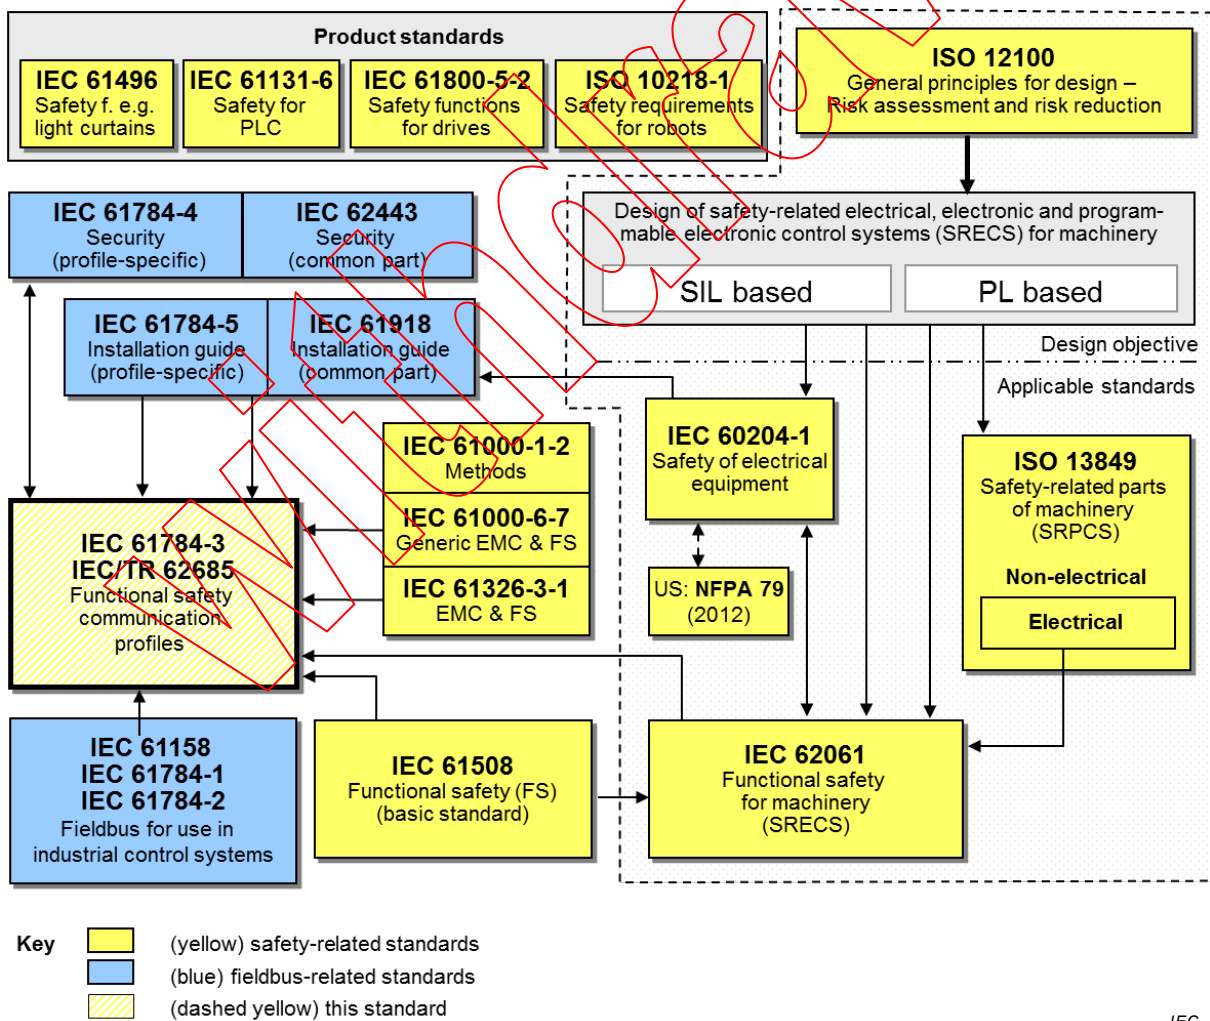 Product standards
IEC 61496
Safety f. e.g.
light curtains
IEC 61131-6
Safety for
PLC
IEC 61800-5-2
Safety functions
for drives
ISO 10218-1
Safety requirements
for robots
ISO 12100
General principles for design –
Risk assessment and risk reduction
IEC 61784-4
Security
(profile-specific)
IEC 62443
Security
(common part)
Design of safety-related electrical, electronic and program-
mable electronic control systems (SRECS) for machinery
SIL based
PL based
IEC 61784-5
Installation guide
(profile-specific)
IEC 61918
Installation guide
(common part)
Design objective
Applicable standards
IEC 61000-1-2
Methods
IEC 61000-6-7
Generic EMC & FS
IEC 61326-3-1
EMC & FS
IEC 60204-1
Safety of electrical
equipment
US: NFPA 79
(2012)
ISO 13849
Safety-related parts
of machinery
(SRPCS)
Non-electrical
Electrical
IEC 61784-3
IEC/TR 62685
Functional safety
communication
profiles
IEC 61158
IEC 61784-1
IEC 61784-2
Fieldbus for use in
industrial control systems
IEC 61508
Functional safety (FS)
(basic standard)
IEC 62061
Functional safety
for machinery
(SRECS)
Key
(yellow) safety-related standards
(blue) fieldbus-related standards
(dashed yellow) this standard
IEC